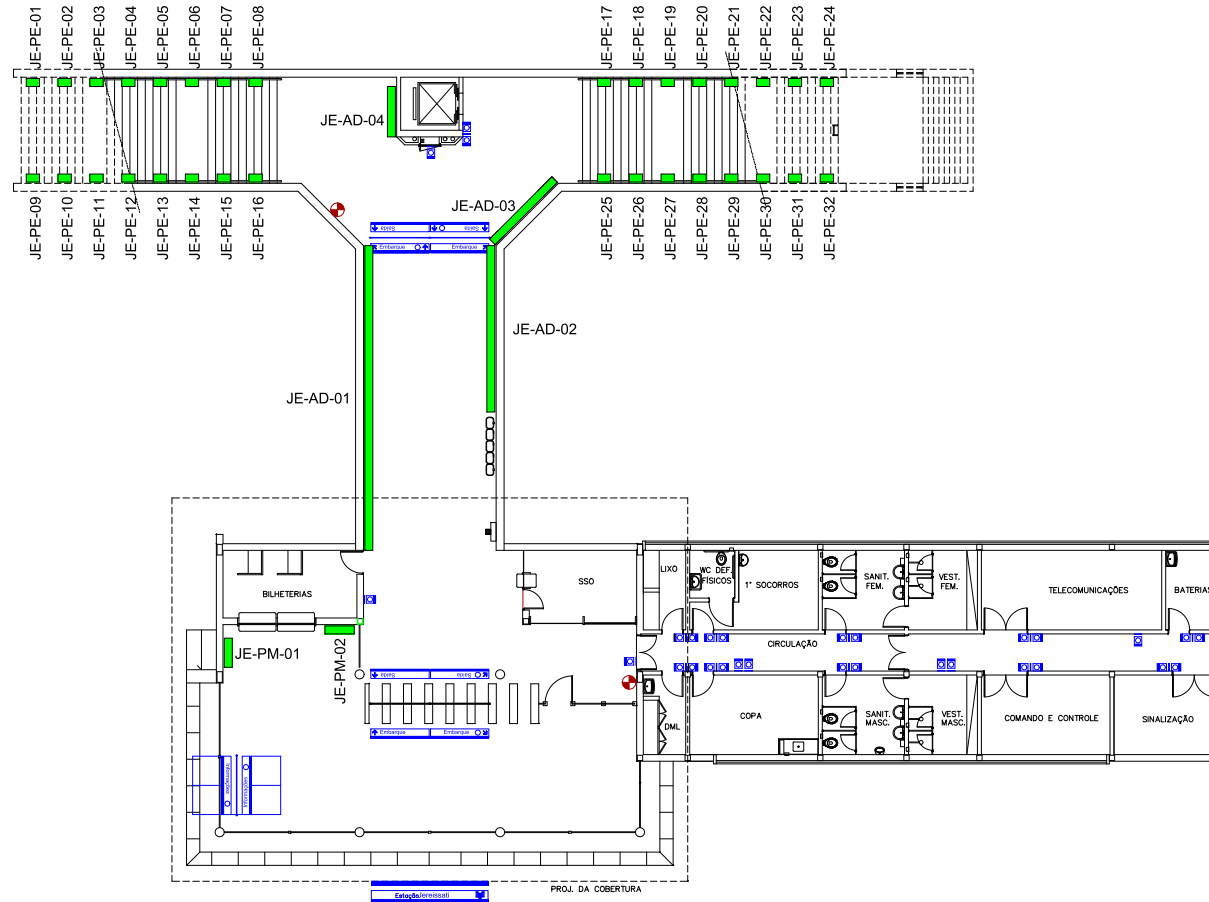 JE-PE-01
JE-PE-02
JE-PE-03
JE-PE-04
JE-PE-05
JE-PE-06
JE-PE-07
JE-PE-08
JE-PE-17
JE-PE-18
JE-PE-19
JE-PE-20
JE-PE-21
JE-PE-22
JE-PE-23
JE-PE-24
JE-AD-04
JE-PE-09
JE-PE-10
JE-PE-11
JE-PE-12
JE-PE-13
JE-PE-14
JE-PE-15
JE-PE-16
JE-AD-03
JE-PE-25
JE-PE-26
JE-PE-27
JE-PE-28
JE-PE-29
JE-PE-30
JE-PE-31
JE-PE-32
Saída
Saída
Embarque
Embarque
JE-AD-02
JE-AD-01
BILHETERIAS
SSO
LIXO
WC DEF.
FÍSICOS
1° SOCORROS
SANIT.
FEM.
VEST.
FEM.
TELECOMUNICAÇÕES
BATERIAS
CIRCULAÇÃO
JE-PM-01
JE-PM-02
Saída
Saída
Embarque
Embarque
DML
COPA
SANIT.
MASC.
VEST.
MASC.
COMANDO E CONTROLE
SINALIZAÇÃO
Informações
Informações
PROJ. DA COBERTURA
Estação Jereissati